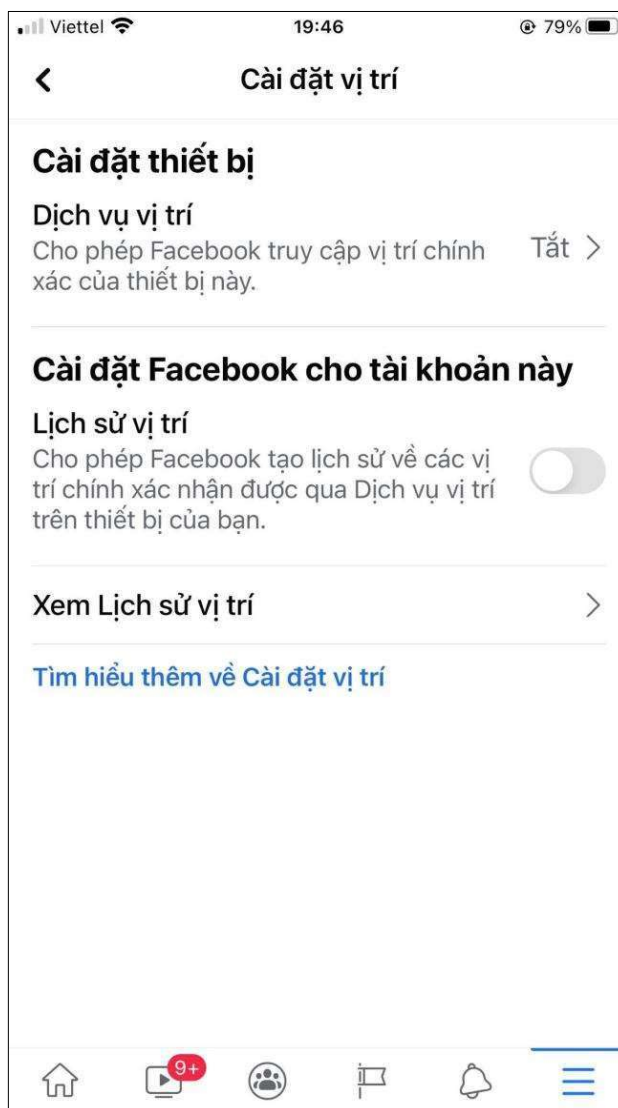 Viettel 19:46 79%
Cài đặt vị trí
Cài đặt thiết bị
Dịch vụ vị trí
Cho phép Facebook truy cập vị trí chính
xác của thiết bị này.
Tắt
Cài đặt Facebook cho tài khoản này
Lịch sử vị trí
Cho phép Facebook tạo lịch sử về các vị
trí chính xác nhận được qua Dịch vụ vị trí
trên thiết bị của bạn.
Xem Lịch sử vị trí
Tìm hiểu thêm về Cài đặt vị trí
9+